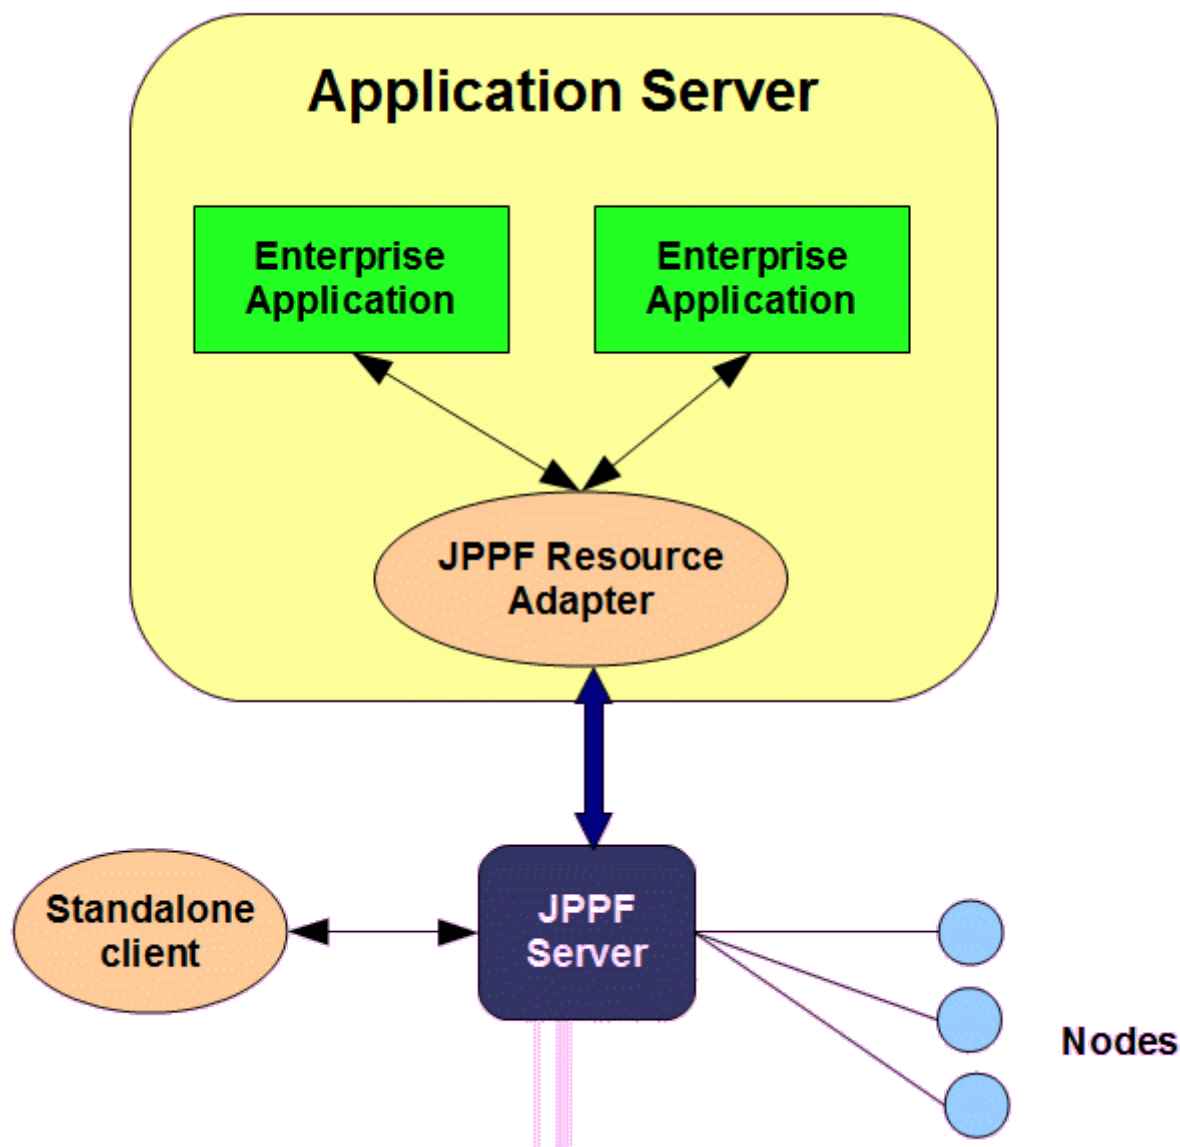 Application Server
Enterprise
Application
Enterprise
Application
JPPF Resource
Adapter
Standalone
client
JPPF
Server
Nodes